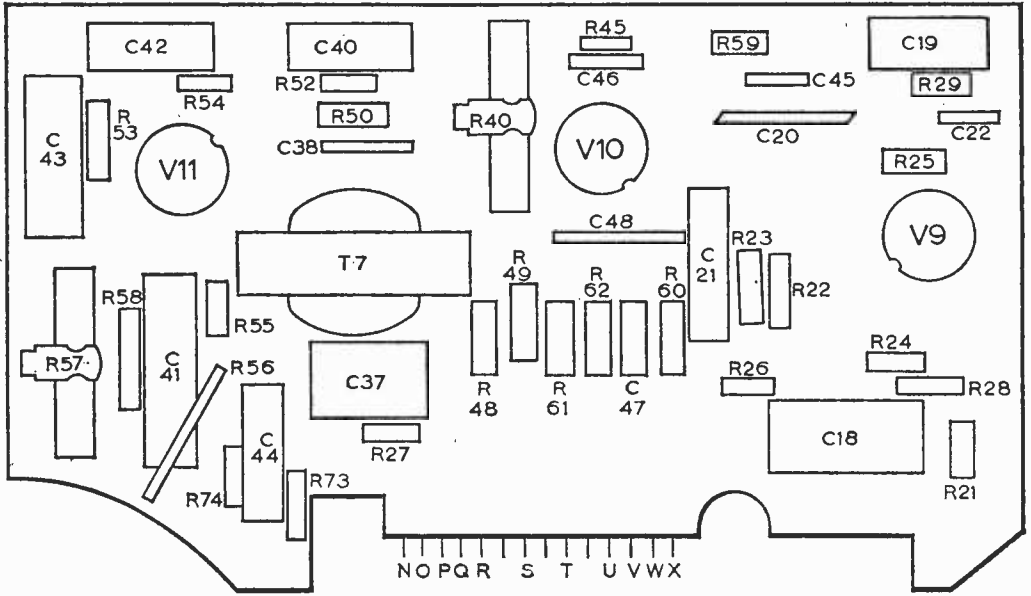 C42
C40
R45
C46
R59
C19
R54
R52
C45
R29
C
43
R
53
R50
R40
C20
C22
C38
V11
V10
R25
C48
R23
V9
T7
R
49
R
62
R
60
C
21
R22
R58
R55
R57
C
41
R56
C37
R
48
R
61
C
47
R26
R24
R28
C
44
R27
C18
R74
R73
R21
N O P Q R S T U V W X